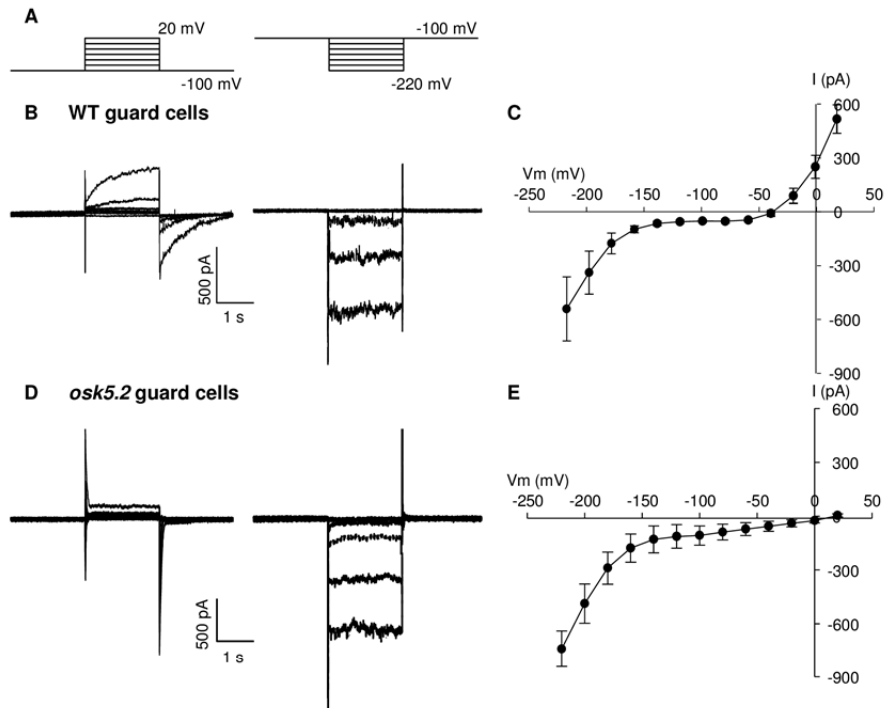 A
20 mV
-100 mV
-100 mV
-220 mV
B WT guard cells
500 pA
1 s
C
I (pA)
Vm (mV)
-250 -200 -150 -100 -50 0 50
600
300
0
-300
-600
-900
D osk5.2 guard cells
500 pA
1 s
E
I (pA)
Vm (mV)
-250 -200 -150 -100 -50 0 50
600
300
-300
-600
-900